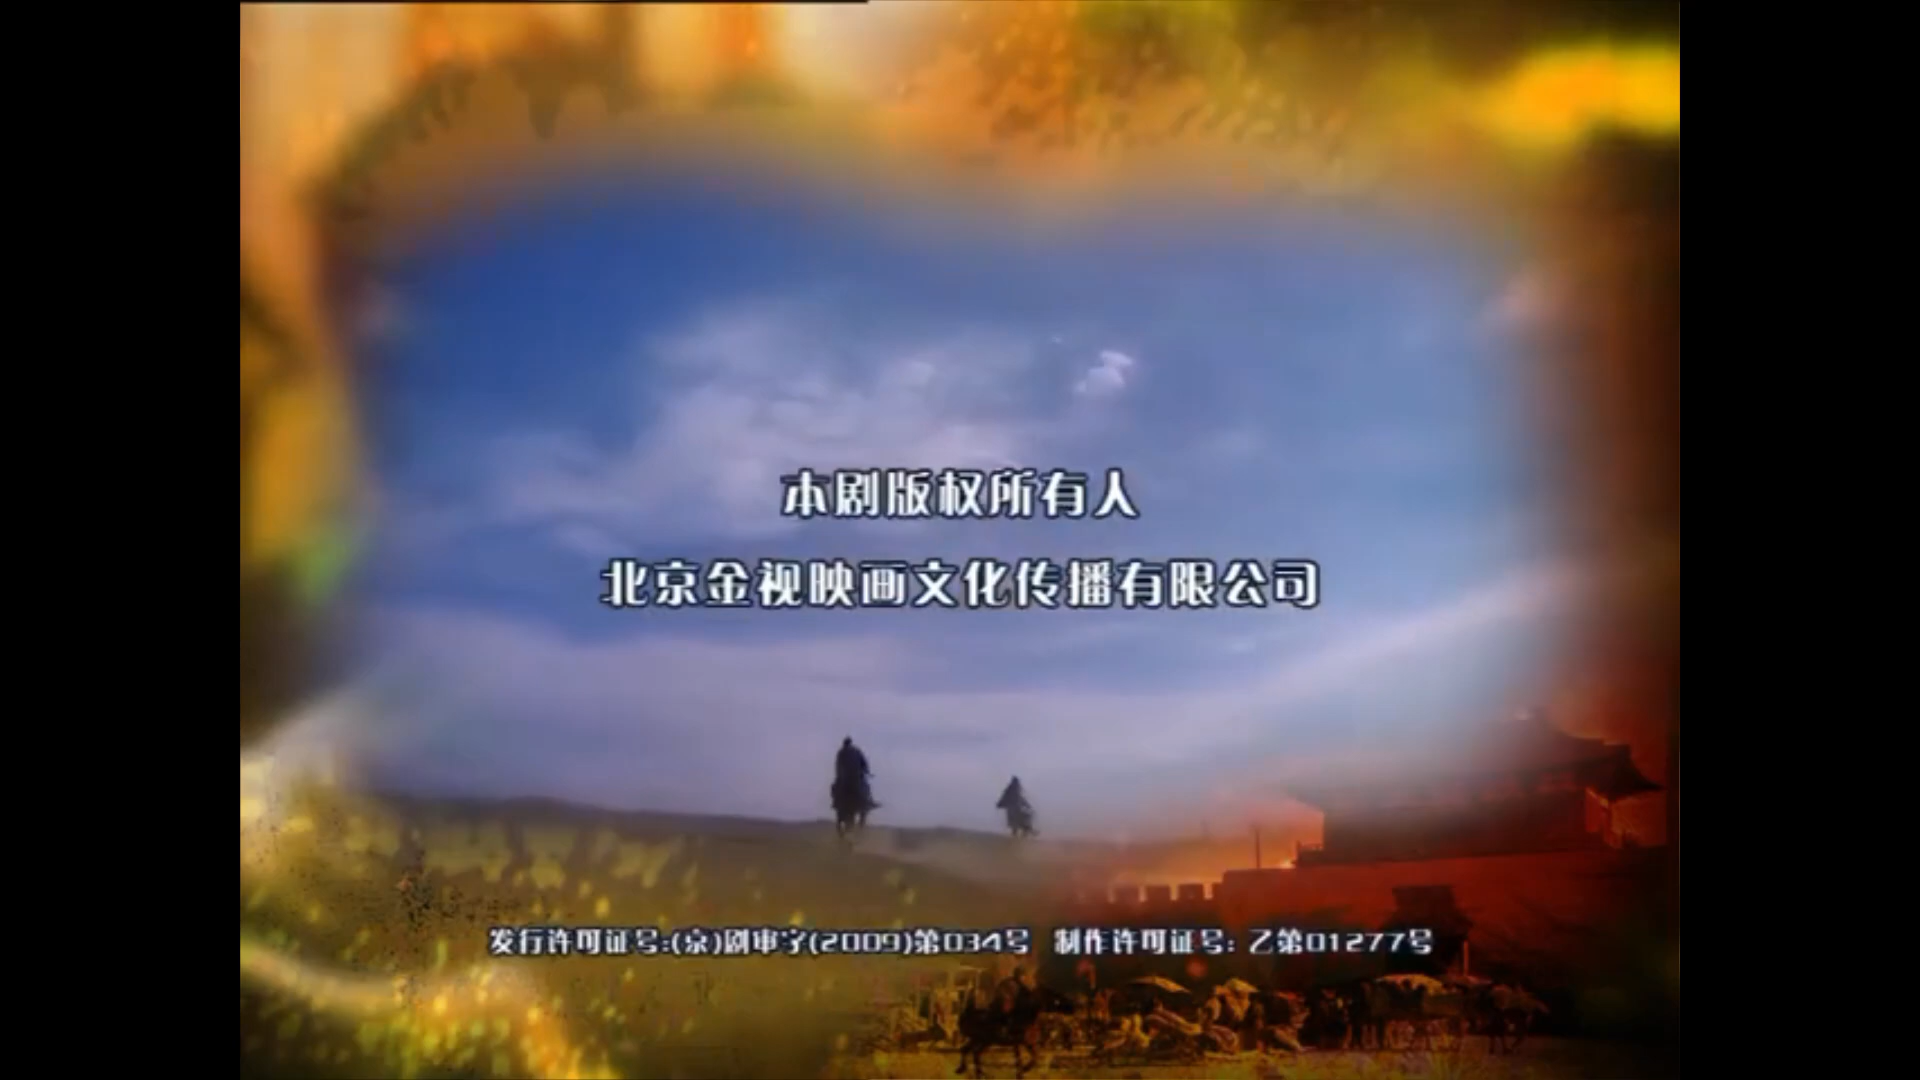 本剧版权所有人
北京金视映画文化传播有限公司
发行许可证号:(京)剧审字(2009)第034号 制作许可证号: 乙第01277号